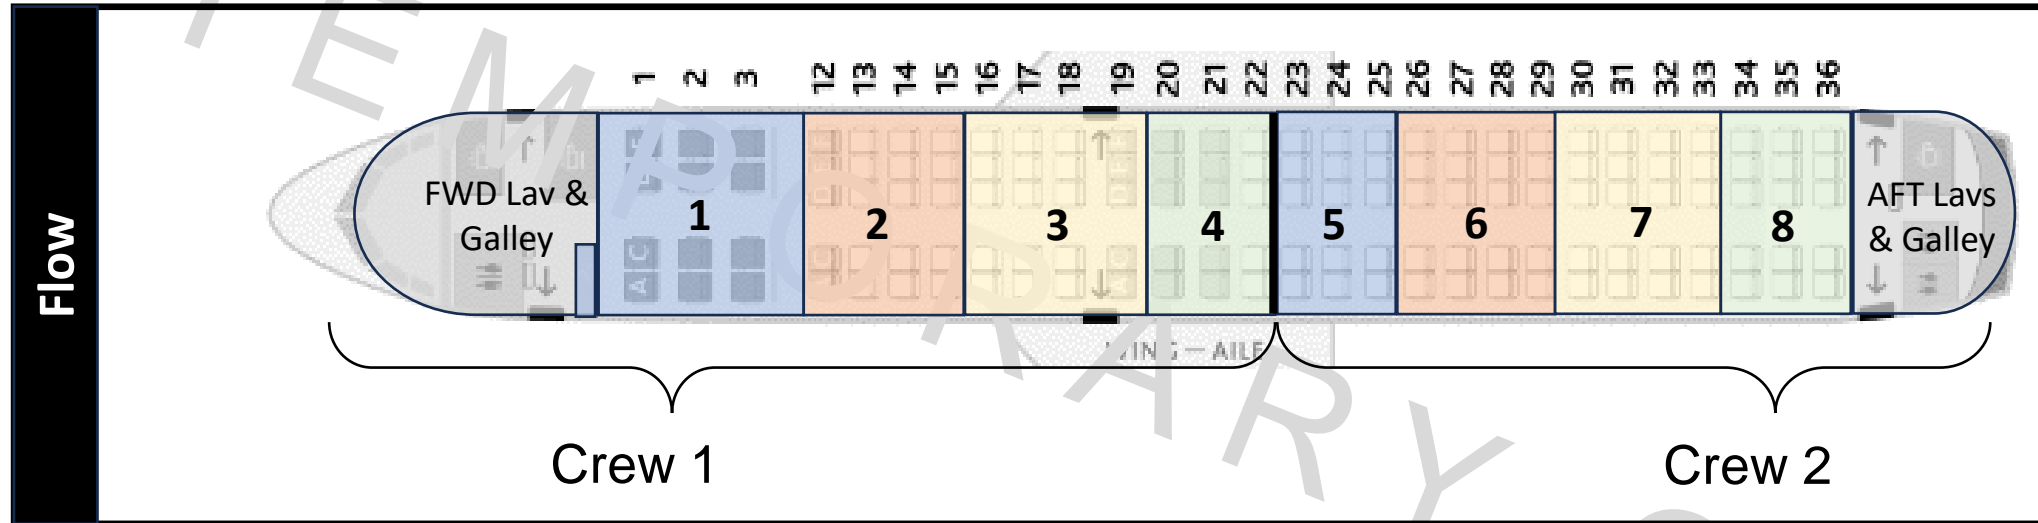 Flow
1 2 3 12 13 14 15 16 17 18 19 20 21 22 23 24 25 26 27 28 29 30 31 32 33 34 35 36
FWD Lav &
Galley
1 2 3 4 5 6 7 8
AFT Lavs
& Galley
A C
Crew 1
Crew 2
TEMPORARY